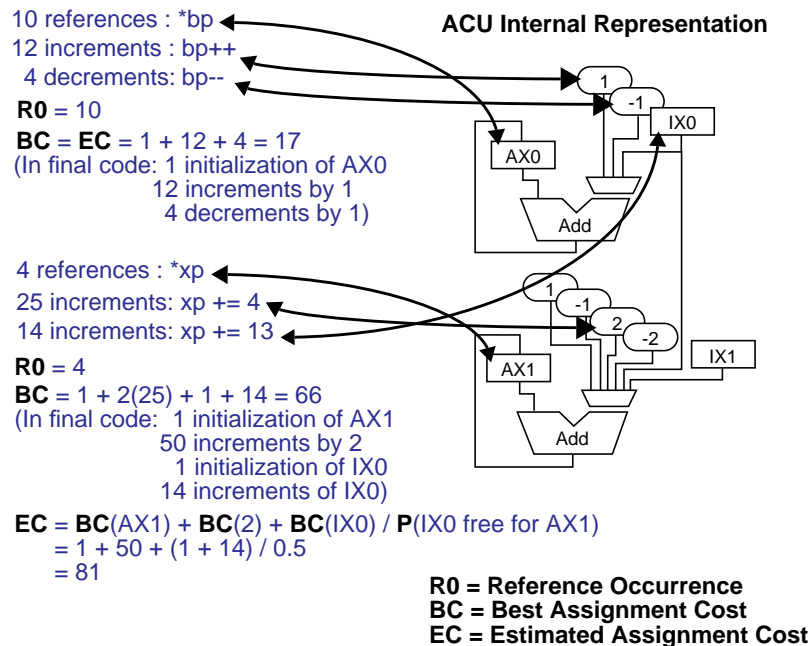 10 references : *bp
12 increments : bp++
4 decrements: bp--
R0 = 10
BC = EC = 1 + 12 + 4 = 17
(In final code: 1 initialization of AX0
12 increments by 1
4 decrements by 1)
ACU Internal Representation
1
-1
IX0
AX0
Add
4 references : *xp
25 increments: xp += 4
14 increments: xp += 13
R0 = 4
BC = 1 + 2(25) + 1 + 14 = 66
(In final code: 1 initialization of AX1
50 increments by 2
1 initialization of IX0
14 increments of IX0)
1
-1
2
-2
IX1
AX1
Add
EC = BC(AX1) + BC(2) + BC(IX0) / P(IX0 free for AX1)
= 1 + 50 + (1 + 14) / 0.5
= 81
R0 = Reference Occurrence
BC = Best Assignment Cost
EC = Estimated Assignment Cost